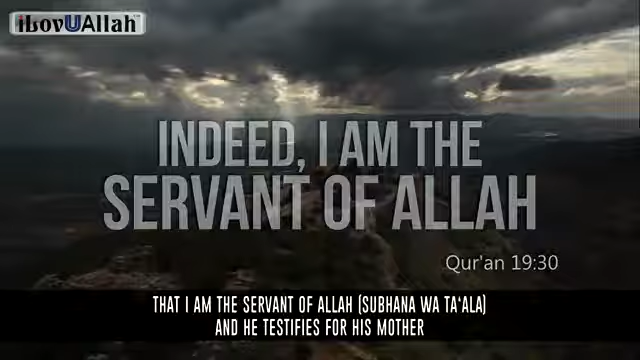 iLovUAllah
INDEED, I AM THE
SERVANT OF ALLAH
Qur'an 19:30
THAT I AM THE SERVANT OF ALLAH (SUBHANA WA TA‘ALA)
AND HE TESTIFIES FOR HIS MOTHER